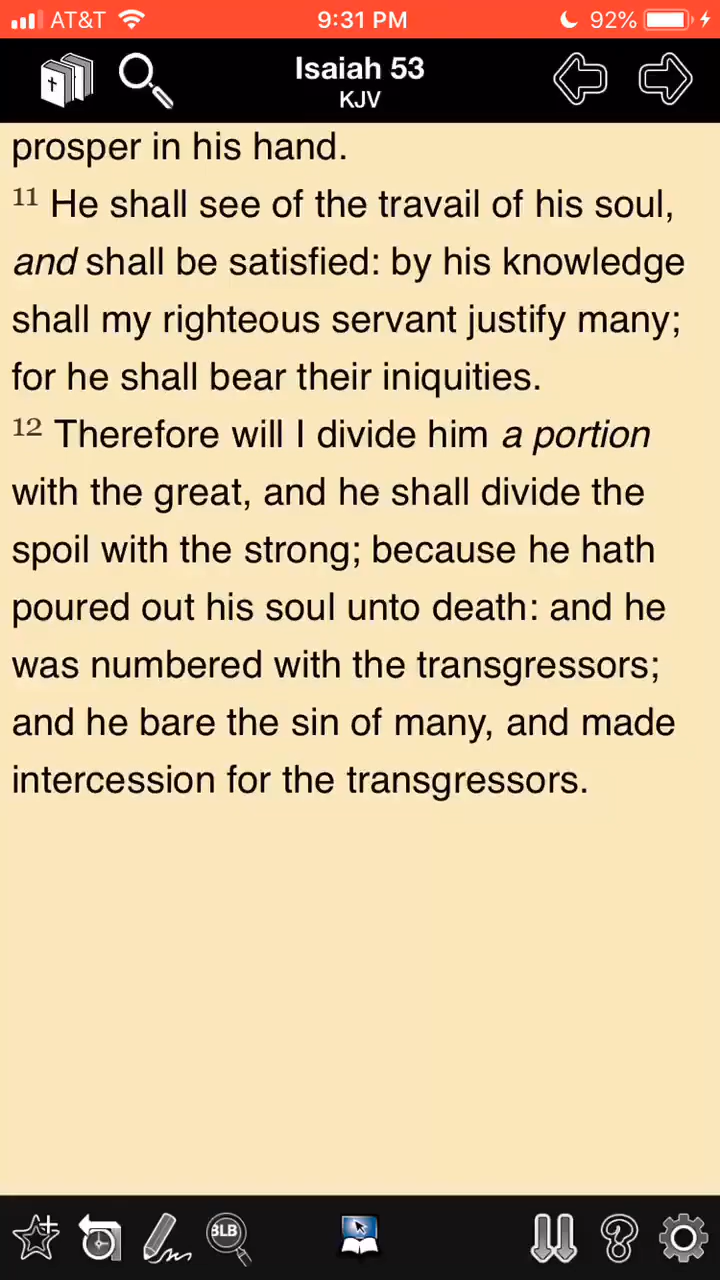 AT&T 9:31 PM 92%
Isaiah 53
KJV
prosper in his hand.
11 He shall see of the travail of his soul,
and shall be satisfied: by his knowledge
shall my righteous servant justify many;
for he shall bear their iniquities.
12 Therefore will I divide him a portion
with the great, and he shall divide the
spoil with the strong; because he hath
poured out his soul unto death: and he
was numbered with the transgressors;
and he bare the sin of many, and made
intercession for the transgressors.
BLB